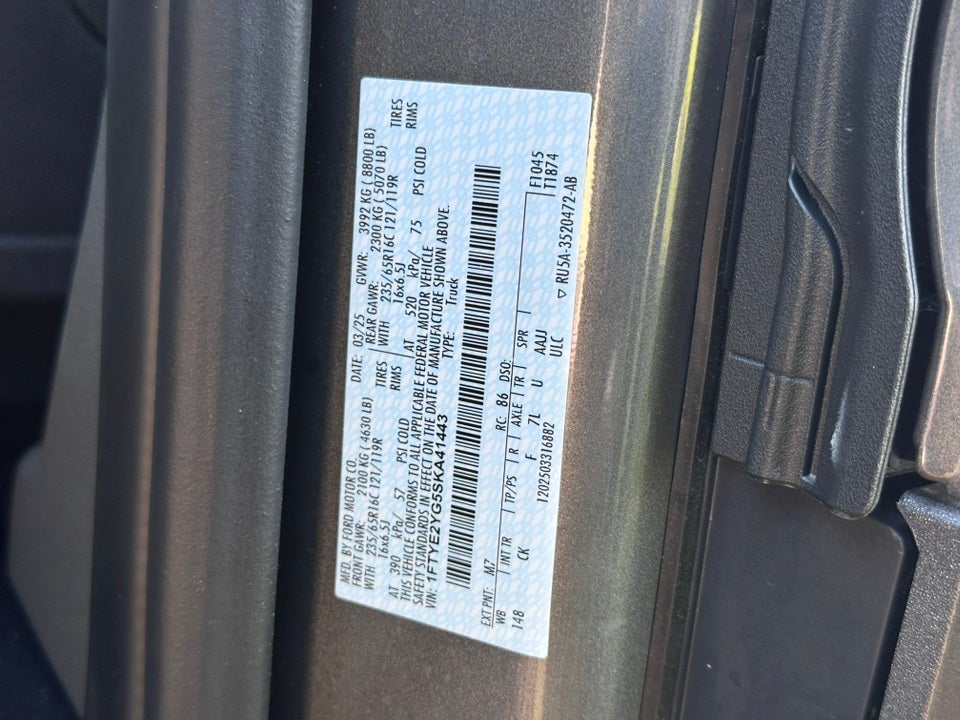 MFD. BY FORD MOTOR CO. DATE: 03/25 GVWR: 3992 KG ( 8800 LB)
FRONT GAWR: 2100 KG ( 4630 LB) REAR GAWR: 2300 KG ( 5070 LB)
WITH 235/65R16C 121/119R TIRES WITH 235/65R16C 121/119R TIRES
16x6.5J RIMS 16x6.5J RIMS
AT 390 kPa/ 57 PSI COLD AT 520 kPa/ 75 PSI COLD
THIS VEHICLE CONFORMS TO ALL APPLICABLE FEDERAL MOTOR VEHICLE
SAFETY STANDARDS IN EFFECT ON THE DATE OF MANUFACTURE SHOWN ABOVE.
VIN: 1FTYE2YG5SKA41443 TYPE: Truck
EXT PNT: M7 RC: 86 DSO: F1045
WB INT TR TP/PS R AXLE TR SPR T1874
148 CK F 7L U AAJJ
1202503316882 ULC ▽ RU5A-3520472-AB